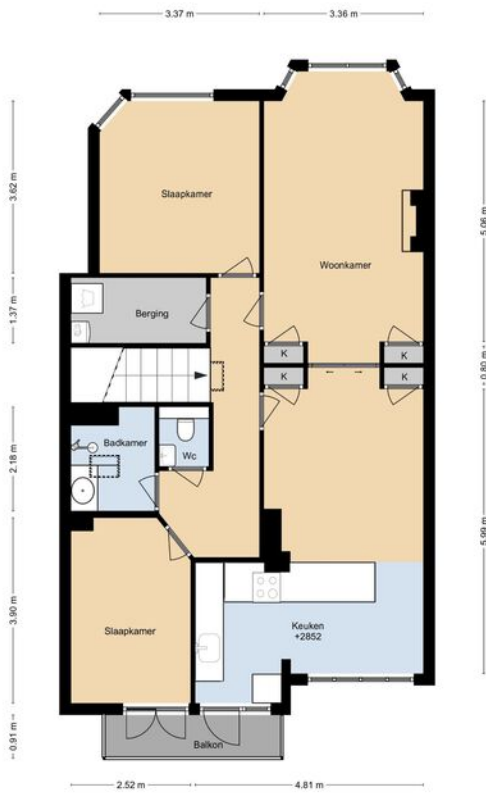 3.37 m
3.36 m
3.62 m
1.37 m
2.18 m
3.90 m
0.91 m
5.06 m
0.80 m
5.99 m
Slaapkamer
Woonkamer
Berging
K
K
K
K
Badkamer
Wc
Slaapkamer
Keuken
+2852
Balkon
2.52 m
4.81 m